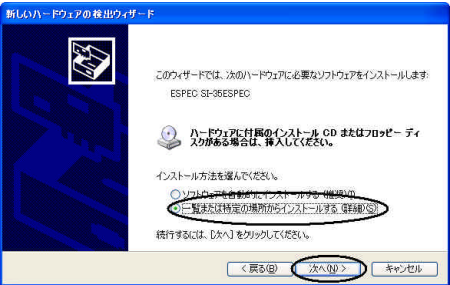 新しいハードウェアの検出ウィザード
このウィザードでは、次のハードウェアに必要なソフトウェアをインストールします:
ESPEC SI-35ESPEC
ハードウェアに付属のインストール CD またはフロッピー ディ
スクがある場合は、挿入してください。
インストール方法を選んでください。
ソフトウェアを自動的にインストールする (推奨)(I)
一覧または特定の場所からインストールする (詳細)(S)
続行するには、[次へ] をクリックしてください。
< 戻る(B)
次へ(N) >
キャンセル